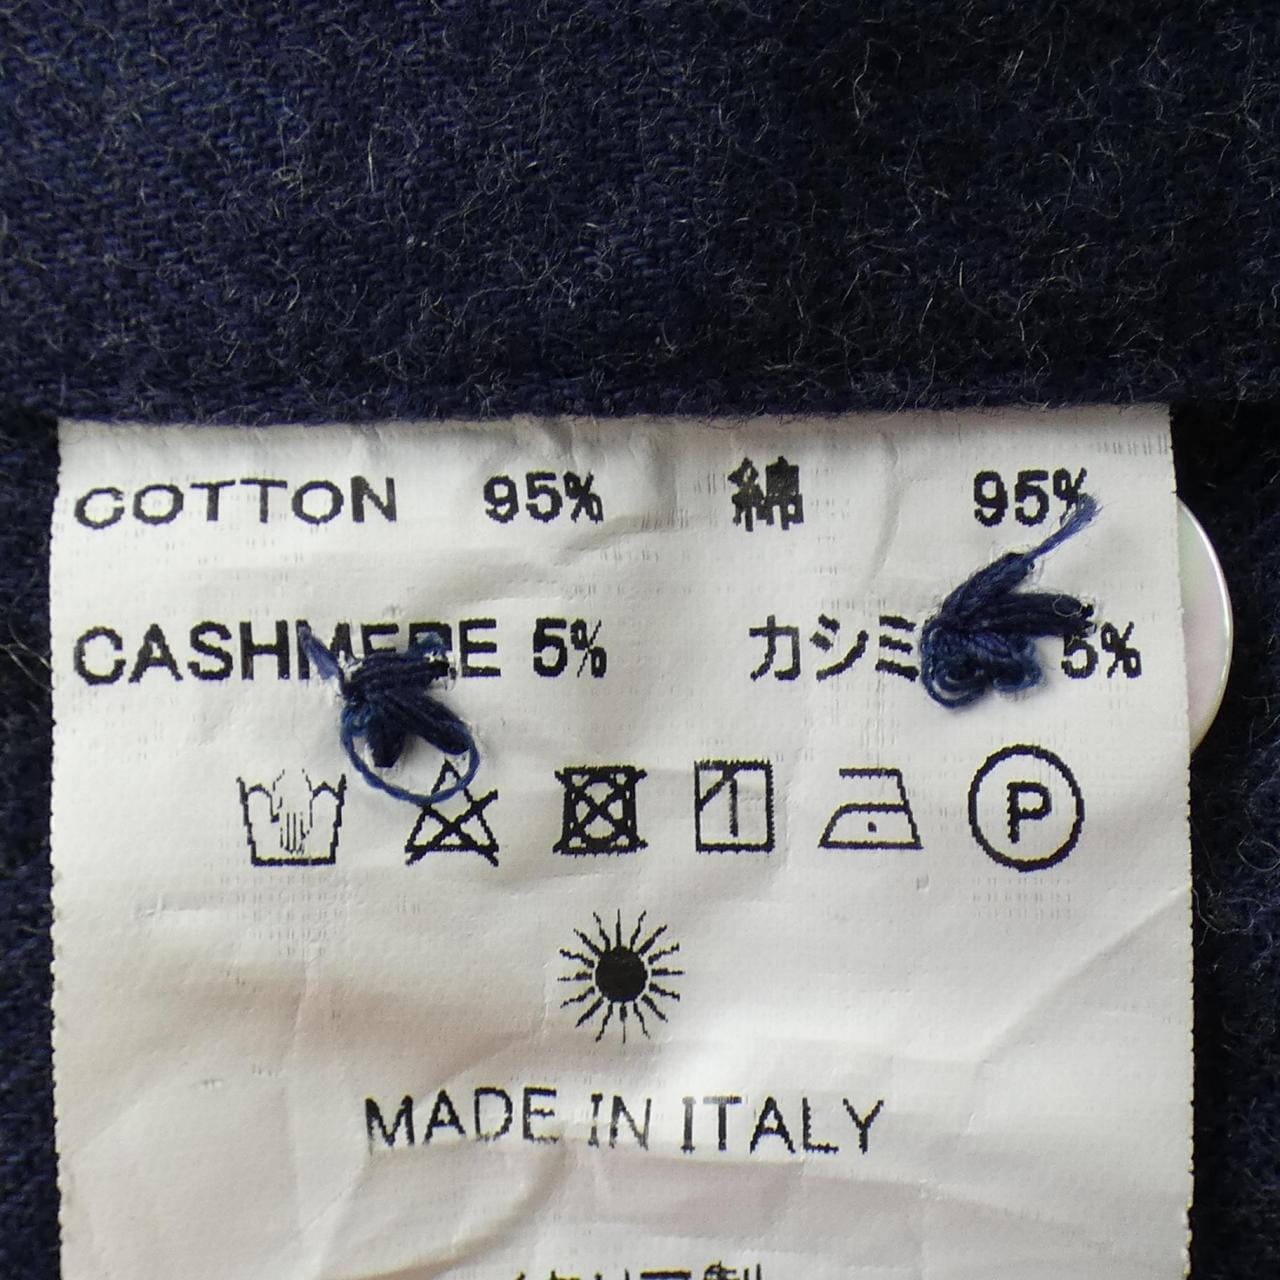 COTTON 95% 綿 95%
CASHMERE 5% カシミ 5%
P
MADE IN ITALY